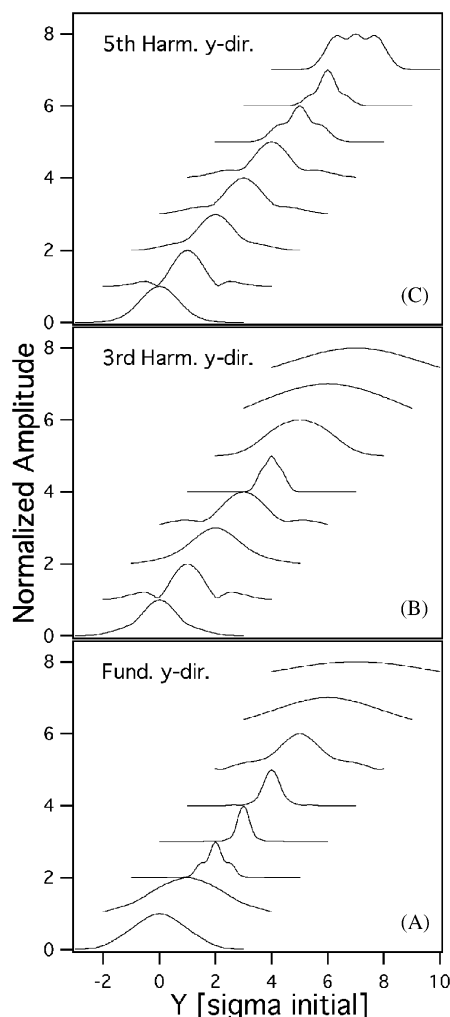 8
6
4
2
0
5th Harm. y-dir.
(C)
8
6
4
2
0
3rd Harm. y-dir.
(B)
8
6
4
2
0
Fund. y-dir.
(A)
Normalized Amplitude
-2 0 2 4 6 8 10
Y [sigma initial]